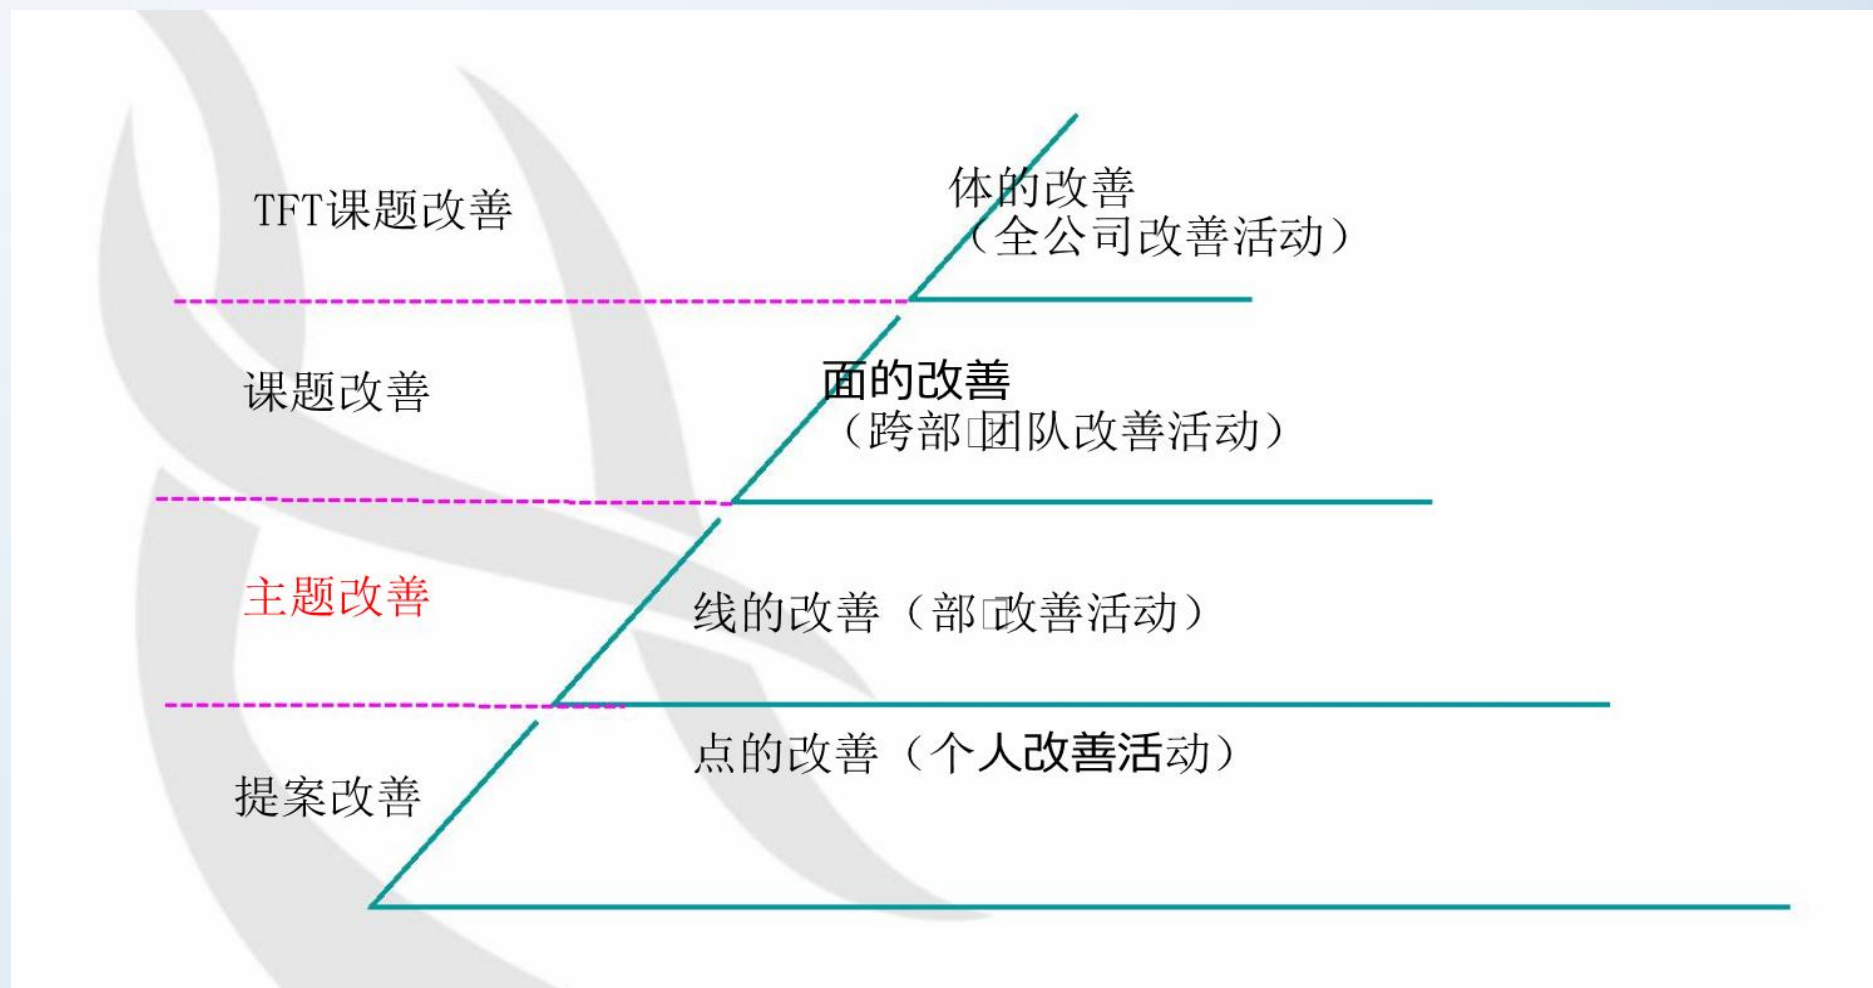 TFT课题改善
体的改善
（全公司改善活动）
课题改善
面的改善
（跨部团队改善活动）
主题改善
线的改善（部改善活动）
提案改善
点的改善（个人改善活动）